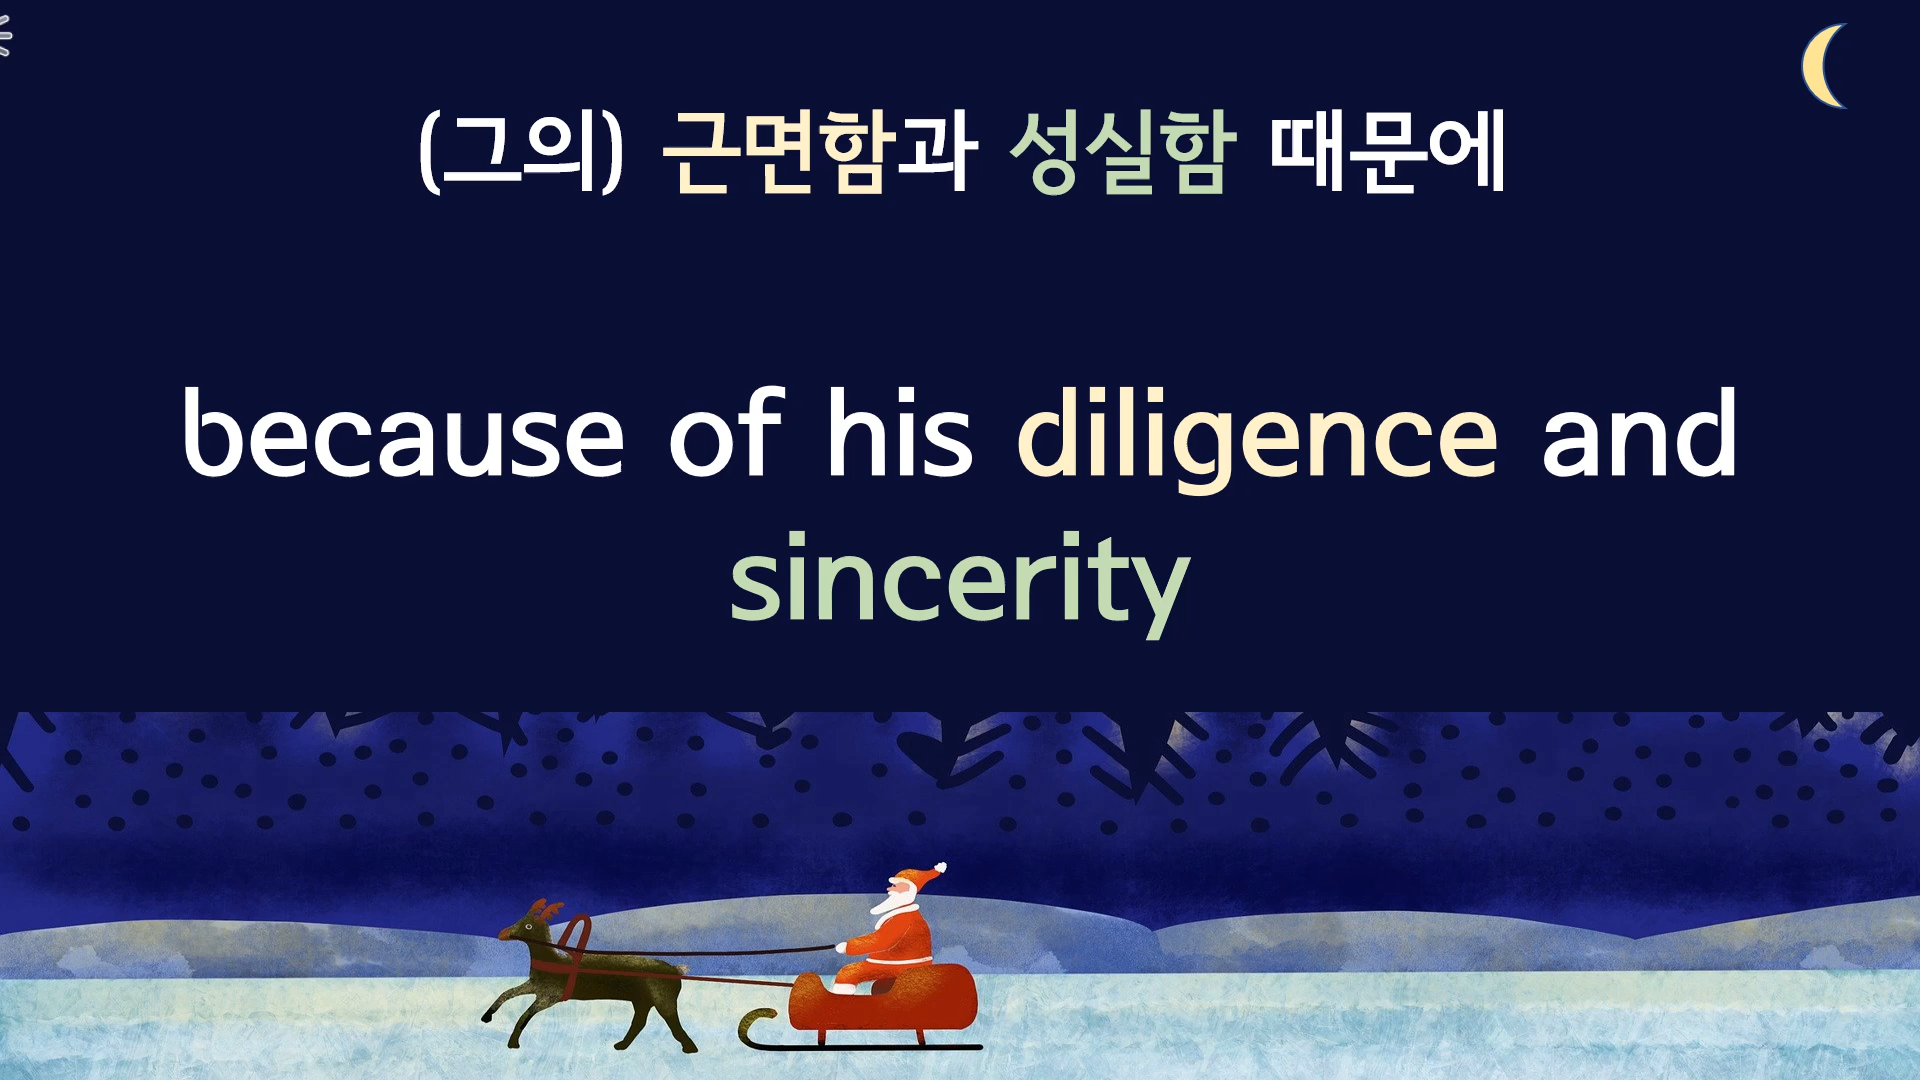 (그의) 근면함과 성실함 때문에
because of his diligence and
sincerity